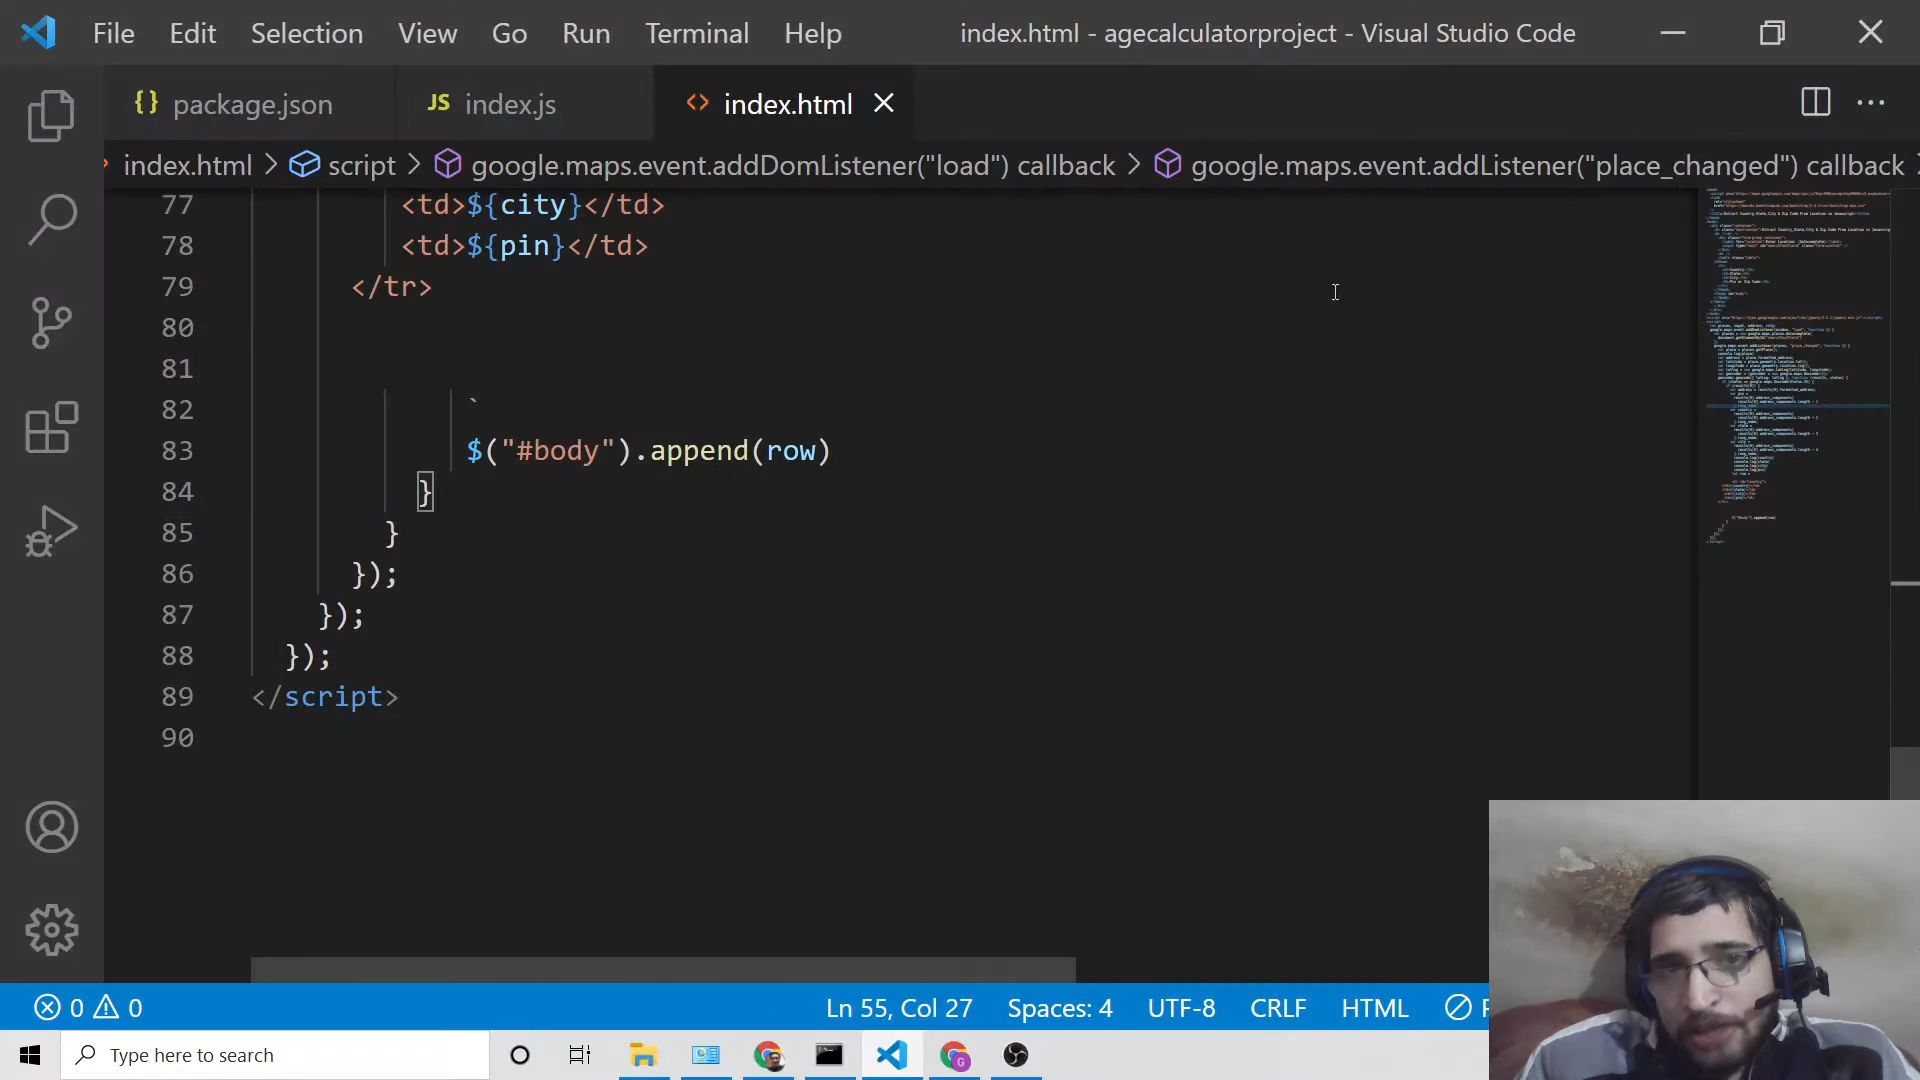 File Edit Selection View Go Run Terminal Help index.html - agecalculatorproject - Visual Studio Code
{} package.json JS index.js <> index.html
index.html > script > google.maps.event.addDomListener("load") callback > google.maps.event.addListener("place_changed") callback >
77 <td>${city}</td>
78 <td>${pin}</td>
79 </tr>
80
81
82 `
83 $("#body").append(row)
84 }
85 }
86 });
87 });
88 });
89 </script>
90
0 0 Ln 55, Col 27 Spaces: 4 UTF-8 CRLF HTML
Type here to search